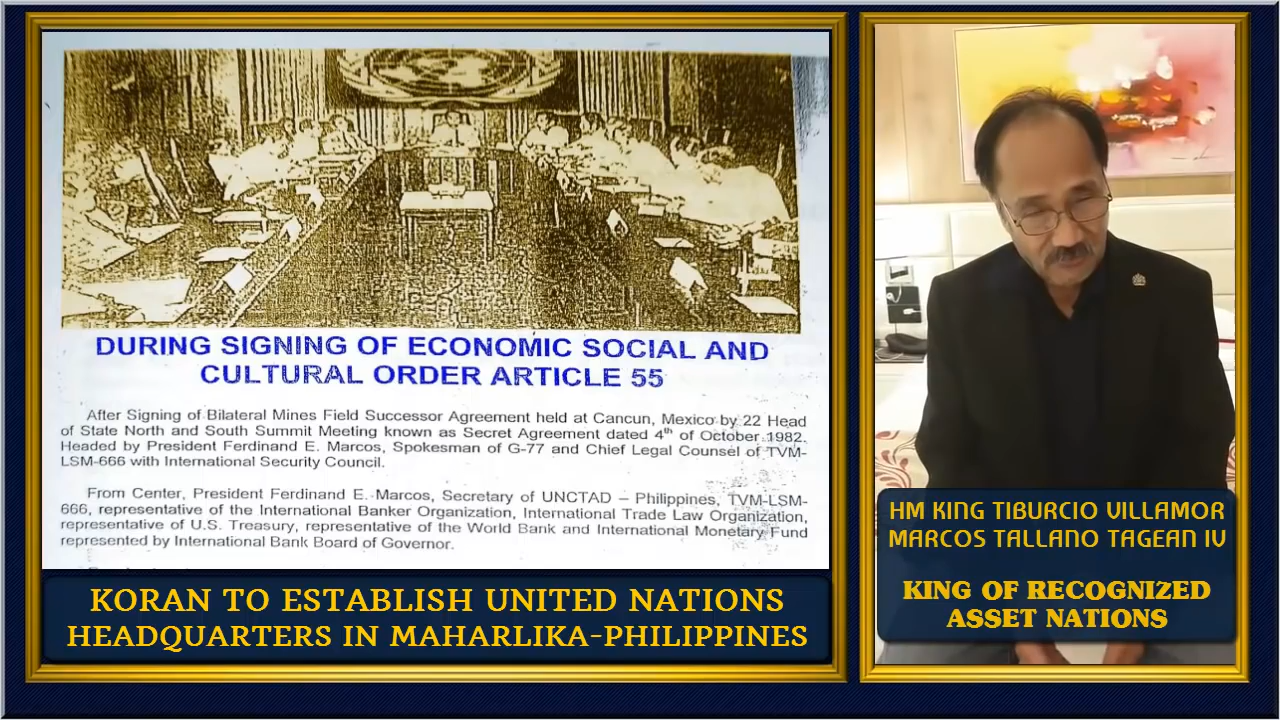 DURING SIGNING OF ECONOMIC SOCIAL AND
CULTURAL ORDER ARTICLE 55
After Signing of Bilateral Mines Field Successor Agreement held at Cancun, Mexico by 22 Head
of State North and South Summit Meeting known as Secret Agreement dated 4th of October 1982.
Headed by President Ferdinand E. Marcos, Spokesman of G-77 and Chief Legal Counsel of TVM-
LSM-666 with International Security Council.
From Center, President Ferdinand E. Marcos, Secretary of UNCTAD – Philippines, TVM-LSM-
666, representative of the International Banker Organization, International Trade Law Organization,
representative of U.S. Treasury, representative of the World Bank and International Monetary Fund
represented by International Bank Board of Governor.
KORAN TO ESTABLISH UNITED NATIONS
HEADQUARTERS IN MAHARLIKA-PHILIPPINES
HM KING TIBURCIO VILLAMOR
MARCOS TALLANO TAGEAN IV
KING OF RECOGNIZED
ASSET NATIONS